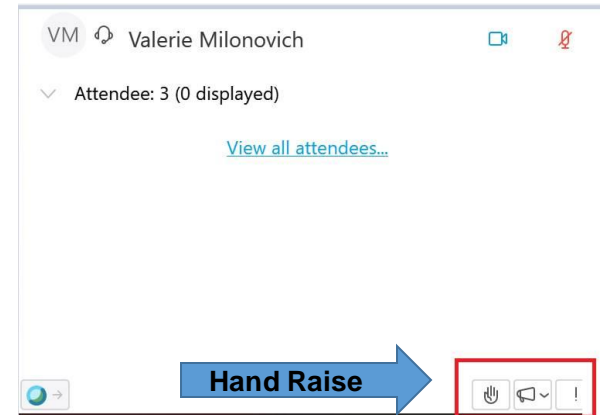 VM Valerie Milonovich
Attendee: 3 (0 displayed)
View all attendees...
Hand Raise
!